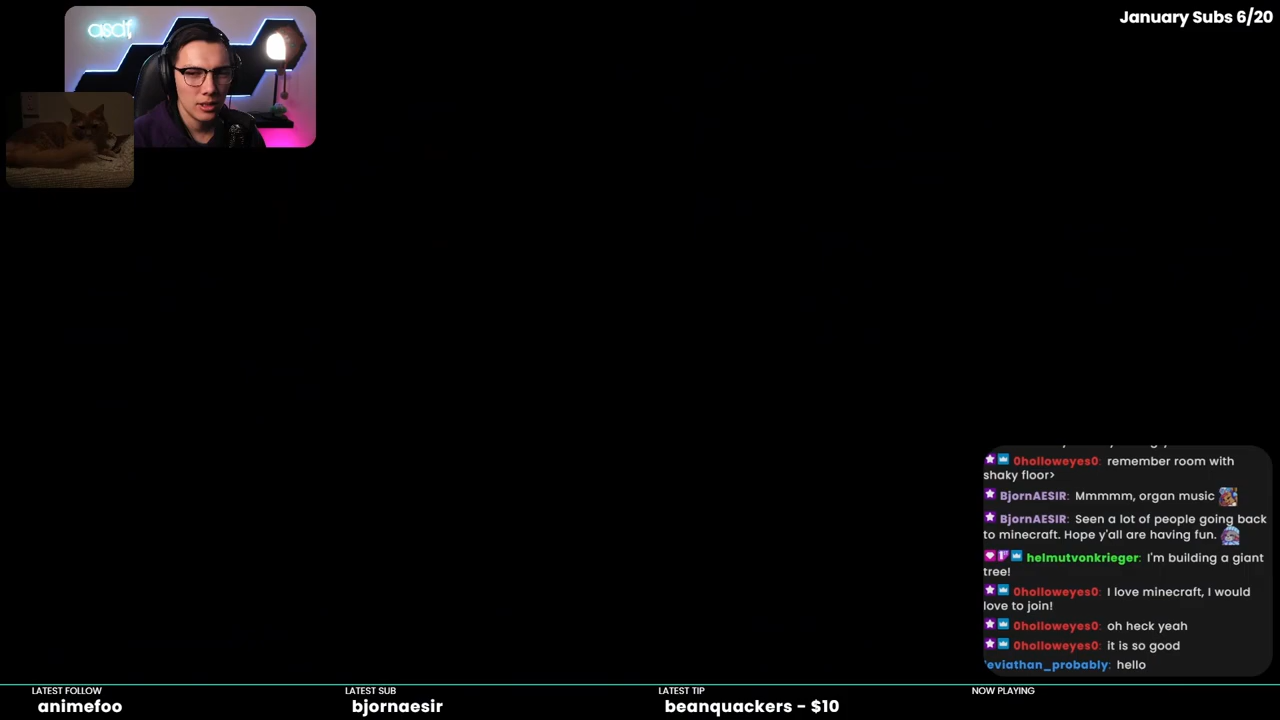 January Subs 6/20
asdf
0holloweyes0: remember room with
shaky floor>
BjornAESIR: Mmmmm, organ music
BjornAESIR: Seen a lot of people going back
to minecraft. Hope y'all are having fun.
helmutvonkrieger: I'm building a giant
tree!
0holloweyes0: I love minecraft, I would
love to join!
0holloweyes0: oh heck yeah
0holloweyes0: it is so good
leviathan_probably: hello
LATEST FOLLOW
animefoo
LATEST SUB
bjornaesir
LATEST TIP
beanquackers - $10
NOW PLAYING